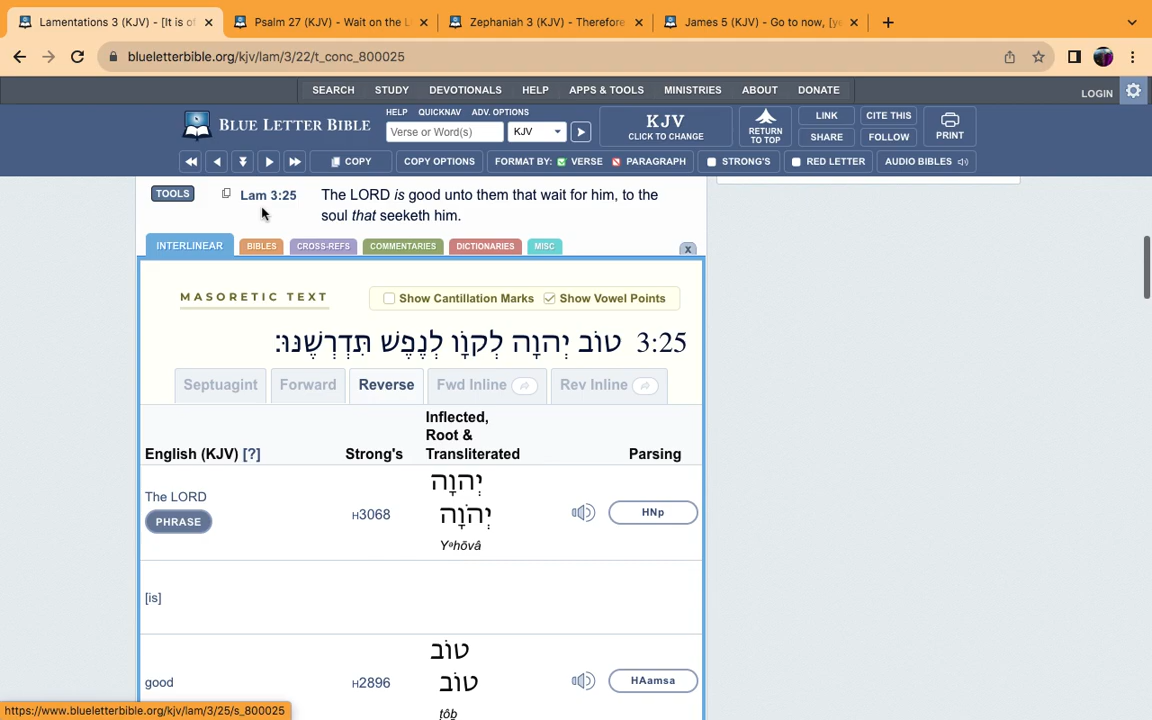 Lamentations 3 (KJV) - [It is of
Psalm 27 (KJV) - Wait on the L
Zephaniah 3 (KJV) - Therefore
James 5 (KJV) - Go to now, [ye
blueletterbible.org/kjv/lam/3/22/t_conc_800025
SEARCH STUDY DEVOTIONALS HELP APPS & TOOLS MINISTRIES ABOUT DONATE
LOGIN
BLUE LETTER BIBLE
HELP QUICKNAV ADV. OPTIONS
Verse or Word(s)
KJV
KJV
CLICK TO CHANGE
RETURN
TO TOP
LINK
CITE THIS
SHARE
FOLLOW
PRINT
COPY
COPY OPTIONS
FORMAT BY: VERSE PARAGRAPH
STRONG'S
RED LETTER
AUDIO BIBLES
TOOLS
Lam 3:25
The LORD is good unto them that wait for him, to the
soul that seeketh him.
INTERLINEAR BIBLES CROSS-REFS COMMENTARIES DICTIONARIES MISC
x
MASORETIC TEXT
Show Cantillation Marks
Show Vowel Points
3:25 טוֹב יְהוָה לְקוָֹו לְנֶפֶשׁ תִּדְרְשֶׁנּוּ׃
Septuagint Forward Reverse Fwd Inline Rev Inline
English (KJV) [?]
Strong's
Inflected,
Root &
Transliterated
Parsing
The LORD
PHRASE
H3068
יְהוָה
יְהֹוָה
Yᵊhōvâ
HNp
[is]
good
H2896
טוֹב
טוֹב
ṭôḇ
HAamsa
https://www.blueletterbible.org/kjv/lam/3/25/s_800025